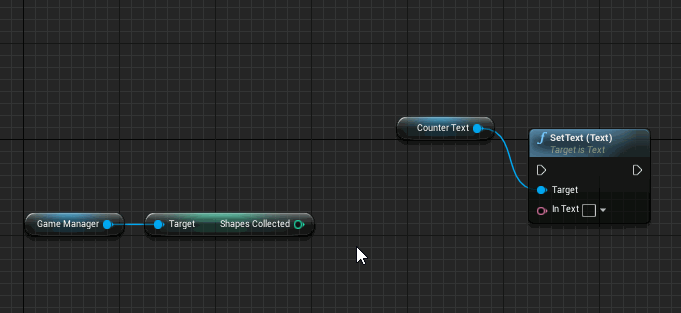 Counter Text
f SetText (Text)
Target is Text
Target
In Text
Game Manager
Target Shapes Collected